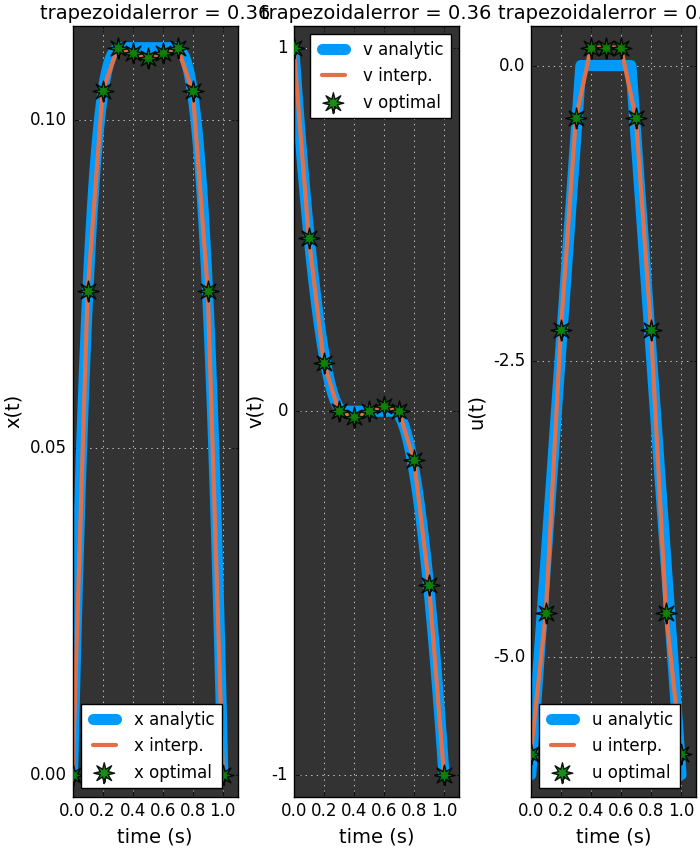 trapezoidalerror = 0.36
trapezoidalerror = 0.36
trapezoidalerror = 0.
x(t)
0.10
0.05
0.00
x analytic
x interp.
x optimal
0.0 0.2 0.4 0.6 0.8 1.0
time (s)
v(t)
1
0
-1
v analytic
v interp.
v optimal
0.0 0.2 0.4 0.6 0.8 1.0
time (s)
u(t)
0.0
-2.5
-5.0
u analytic
u interp.
u optimal
0.0 0.2 0.4 0.6 0.8 1.0
time (s)